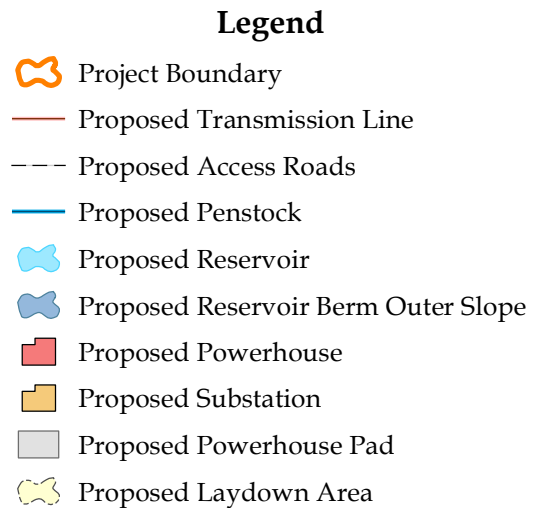 Legend
Project Boundary
Proposed Transmission Line
Proposed Access Roads
Proposed Penstock
Proposed Reservoir
Proposed Reservoir Berm Outer Slope
Proposed Powerhouse
Proposed Substation
Proposed Powerhouse Pad
Proposed Laydown Area